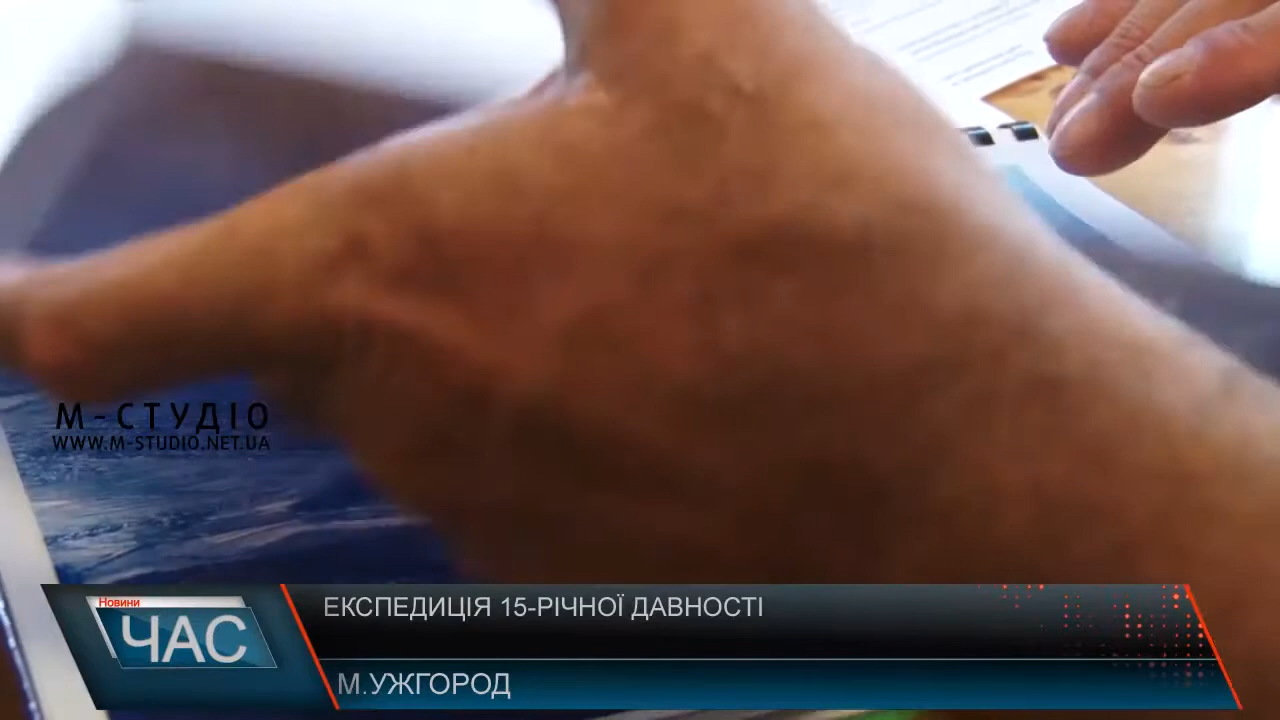 М-СТУДІО
WWW.M-STUDIO.NET.UA
Новини
ЧАС
ЕКСПЕДИЦІЯ 15-РІЧНОЇ ДАВНОСТІ
М.УЖГОРОД